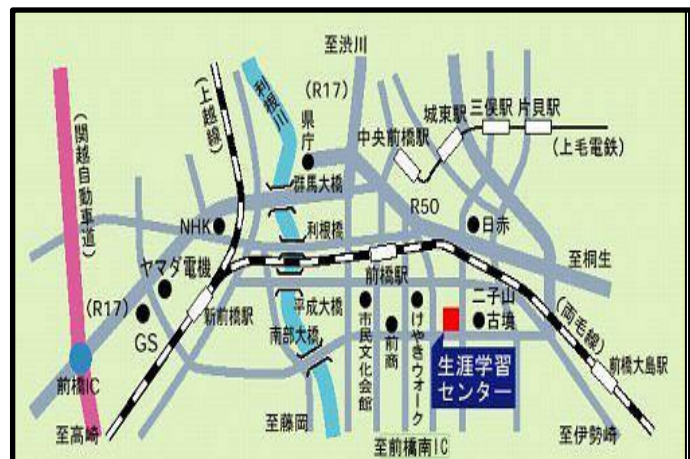 至渋川
(R17)
利根川
(上越線)
(関越自動車道)
県庁
群馬大橋
中央前橋駅
城東駅
三俣駅
片貝駅
(上毛電鉄)
NHK
利根橋
R50
日赤
至桐生
ヤマダ電機
(R17)
GS
新前橋駅
前橋駅
平成大橋
南部大橋
市民文化会館
前商
けやきウォーク
二子山
古墳
(両毛線)
生涯学習
センター
前橋大島駅
前橋IC
至高崎
至藤岡
至前橋南IC
至伊勢崎